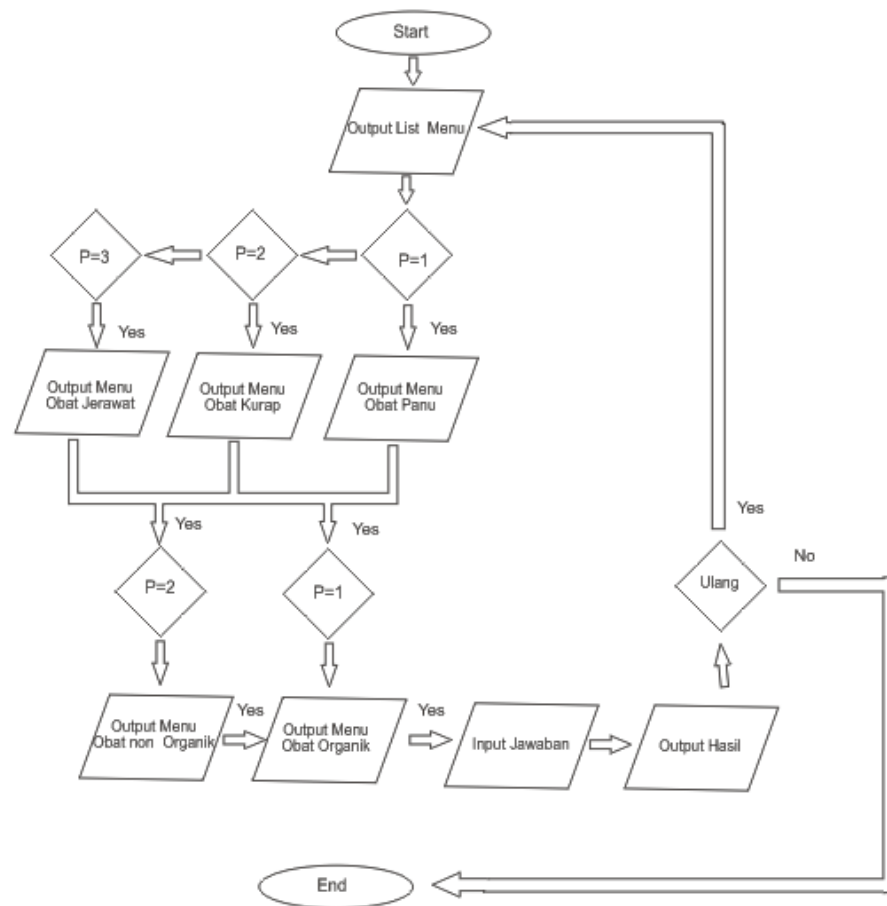 Start
Output List Menu
P=3
P=2
P=1
Yes
Yes
Yes
Output Menu
Obat Jerawat
Output Menu
Obat Kurap
Output Menu
Obat Panu
Yes
Yes
Yes
No
P=2
P=1
Ulang
Output Menu
Obat non Organik
Yes
Output Menu
Obat Organik
Yes
Input Jawaban
Output Hasil
End